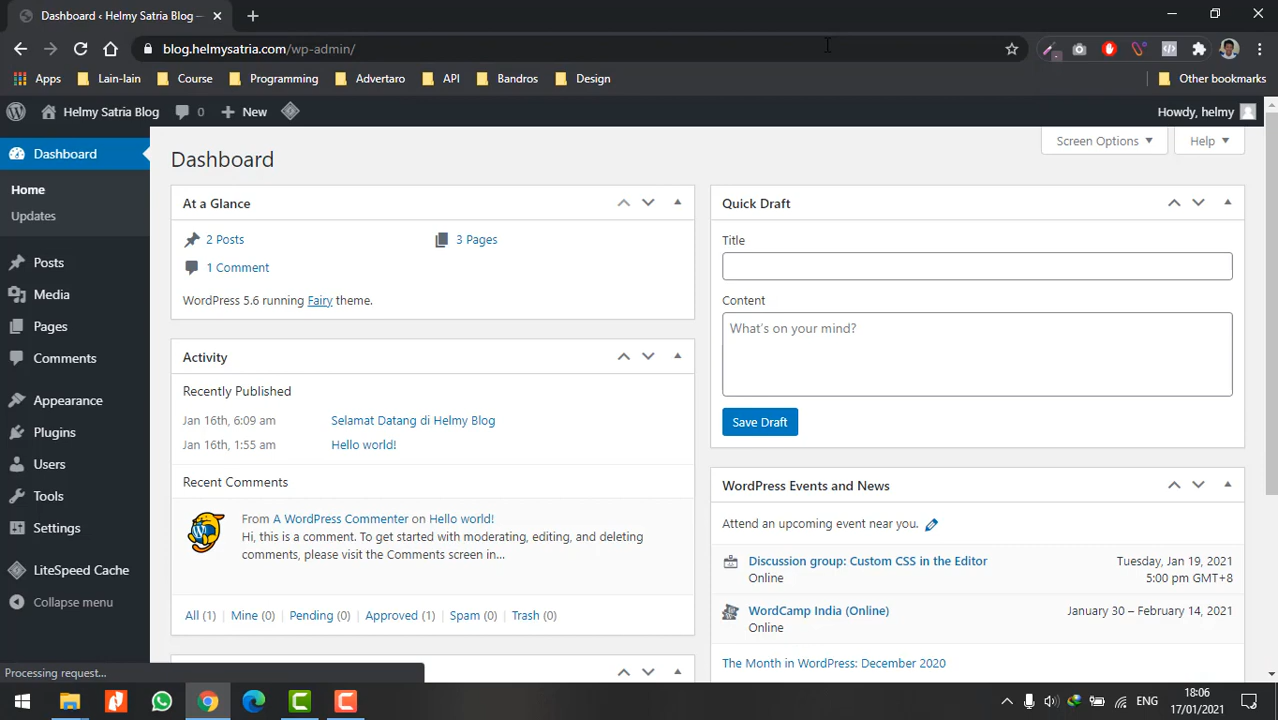 Dashboard ‹ Helmy Satria Blog —
blog.helmysatria.com/wp-admin/
Apps Lain-lain Course Programming Advertaro API Bandros Design Other bookmarks
Helmy Satria Blog 0 New Howdy, helmy
Dashboard
Home
Updates
Posts
Media
Pages
Comments
Appearance
Plugins
Users
Tools
Settings
LiteSpeed Cache
Collapse menu
Screen Options Help
Dashboard
At a Glance
2 Posts 3 Pages
1 Comment
WordPress 5.6 running Fairy theme.
Activity
Recently Published
Jan 16th, 6:09 am Selamat Datang di Helmy Blog
Jan 16th, 1:55 am Hello world!
Recent Comments
From A WordPress Commenter on Hello world!
Hi, this is a comment. To get started with moderating, editing, and deleting
comments, please visit the Comments screen in...
All (1) | Mine (0) | Pending (0) | Approved (1) | Spam (0) | Trash (0)
Quick Draft
Title
Content
What's on your mind?
Save Draft
WordPress Events and News
Attend an upcoming event near you.
Discussion group: Custom CSS in the Editor Tuesday, Jan 19, 2021
Online 5:00 pm GMT+8
WordCamp India (Online) January 30 – February 14, 2021
Online
The Month in WordPress: December 2020
Processing request...
ENG
18:06
17/01/2021